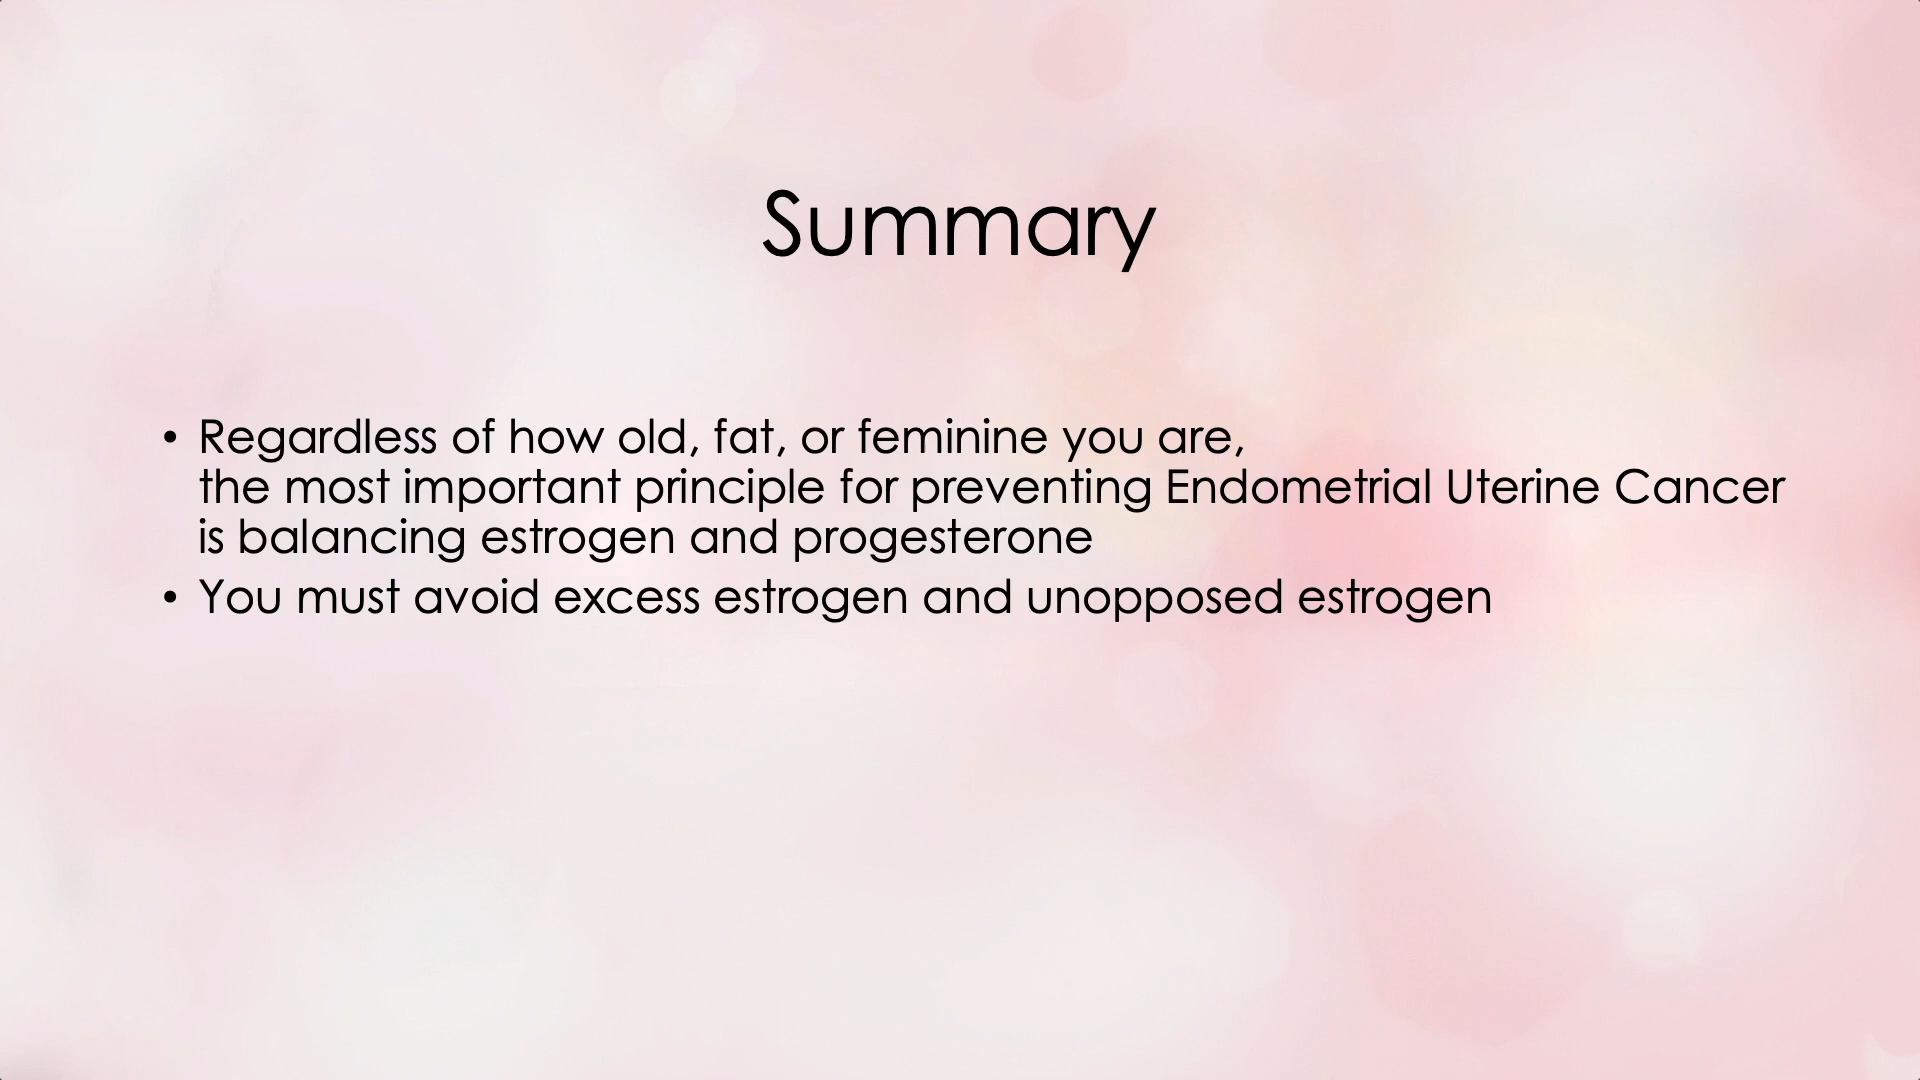 Summary
• Regardless of how old, fat, or feminine you are,
the most important principle for preventing Endometrial Uterine Cancer
is balancing estrogen and progesterone
• You must avoid excess estrogen and unopposed estrogen